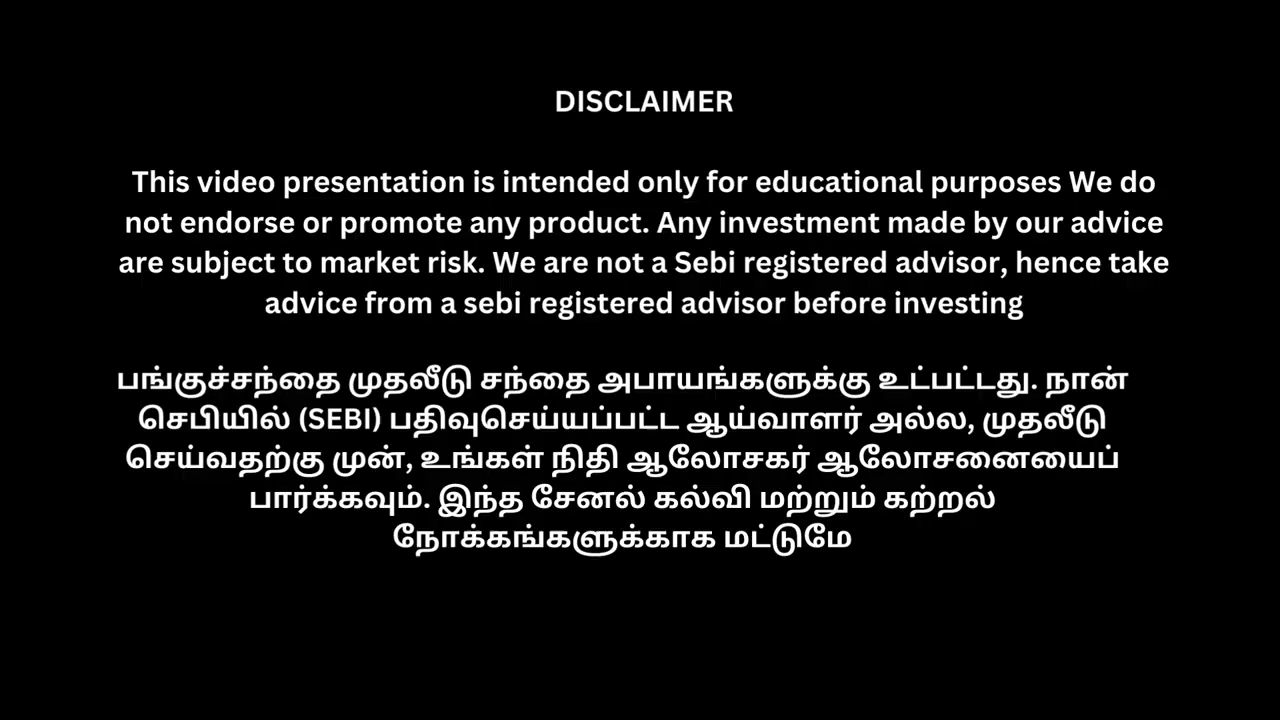 DISCLAIMER
This video presentation is intended only for educational purposes We do
not endorse or promote any product. Any investment made by our advice
are subject to market risk. We are not a Sebi registered advisor, hence take
advice from a sebi registered advisor before investing
பங்குச்சந்தை முதலீடு சந்தை அபாயங்களுக்கு உட்பட்டது. நான்
செபியில் (SEBI) பதிவுசெய்யப்பட்ட ஆய்வாளர் அல்ல, முதலீடு
செய்வதற்கு முன், உங்கள் நிதி ஆலோசகர் ஆலோசனையைப்
பார்க்கவும். இந்த சேனல் கல்வி மற்றும் கற்றல்
நோக்கங்களுக்காக மட்டுமே